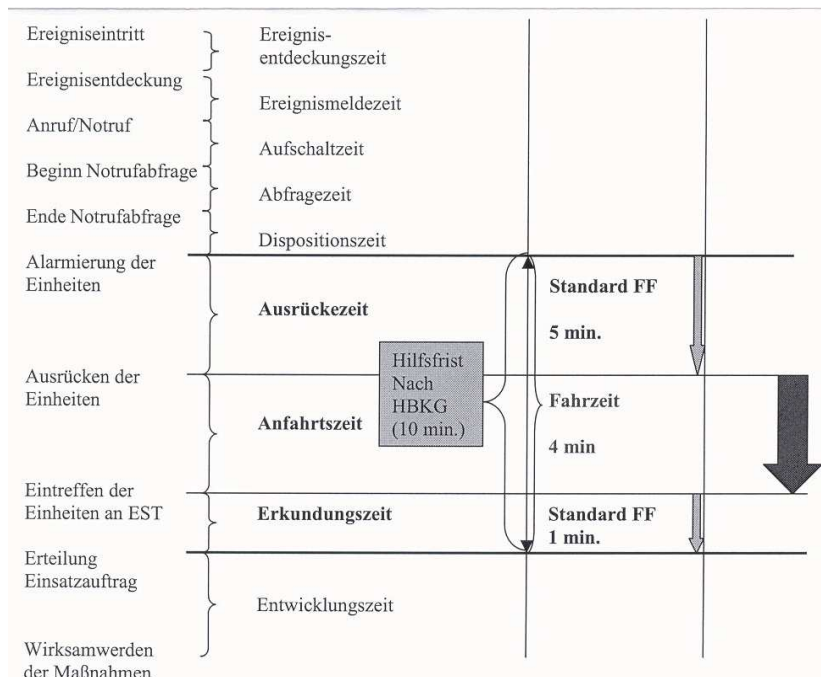 Ereigniseintritt
Ereignis-
entdeckungszeit
Ereignisentdeckung
Ereignismeldezeit
Anruf/Notruf
Aufschaltzeit
Beginn Notrufabfrage
Abfragezeit
Ende Notrufabfrage
Dispositionszeit
Alarmierung der
Einheiten
Ausrückezeit
Standard FF
5 min.
Hilfsfrist
Nach
HBKG
(10 min.)
Ausrücken der
Einheiten
Anfahrtszeit
Fahrzeit
4 min
Eintreffen der
Einheiten an EST
Erkundungszeit
Standard FF
1 min.
Erteilung
Einsatzauftrag
Entwicklungszeit
Wirksamwerden
der Maßnahmen